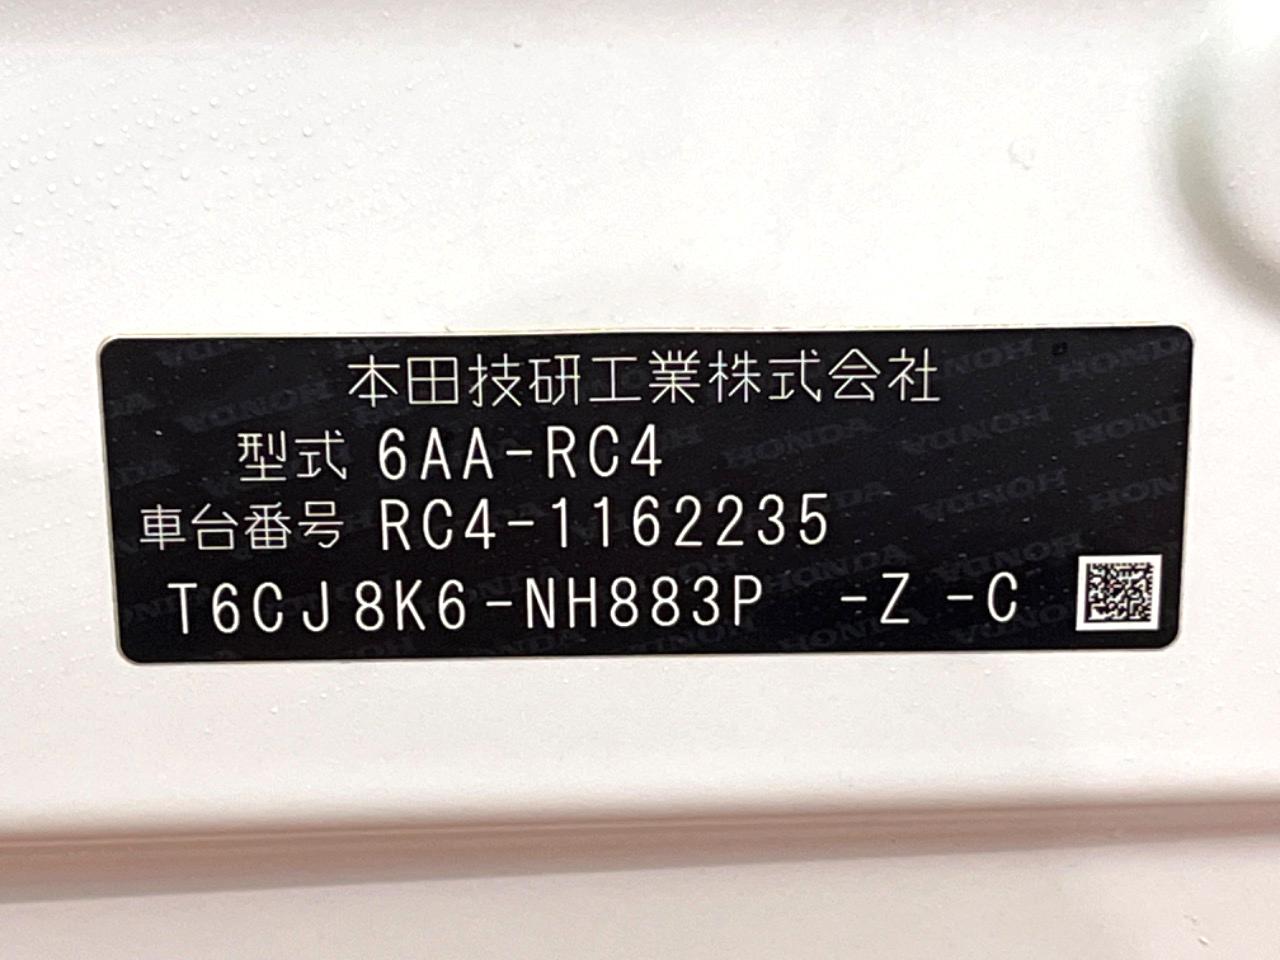 本田技研工業株式会社
型式 6AA-RC4
車台番号 RC4-1162235
T6CJ8K6-NH883P -Z -C